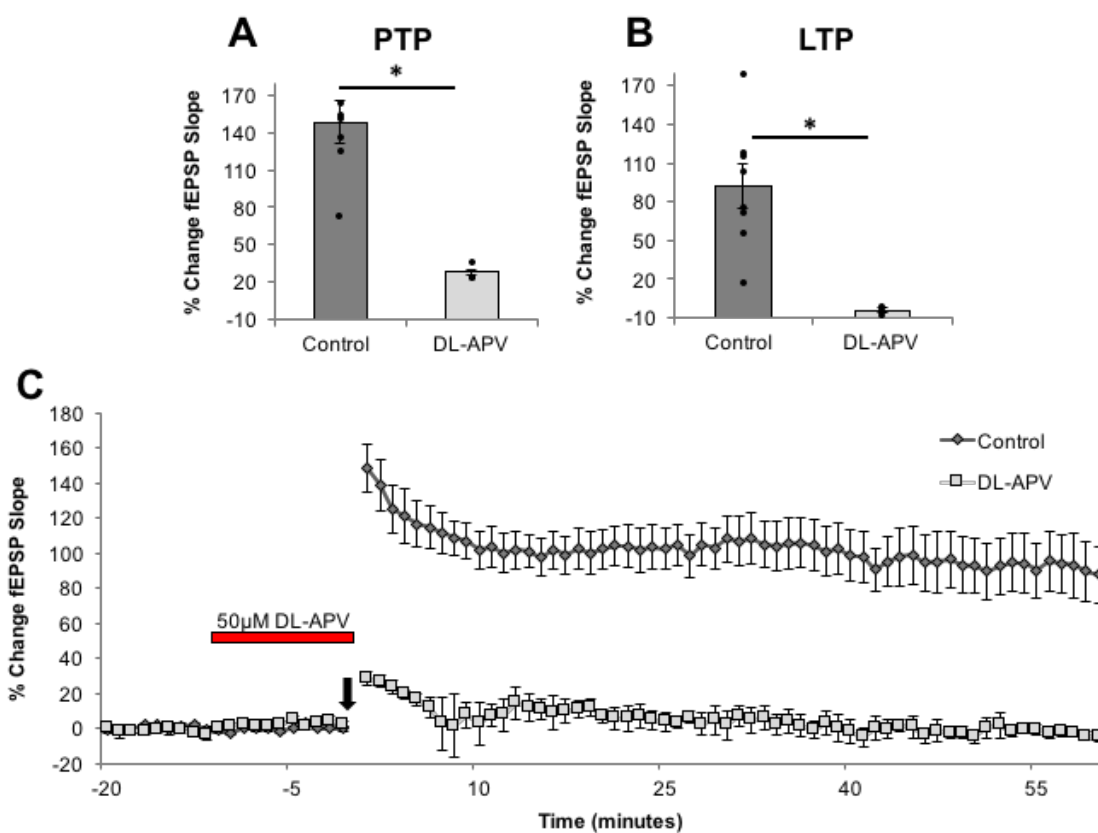 A PTP
*
% Change fEPSP Slope
170
140
110
80
50
20
-10
Control DL-APV
B LTP
*
% Change fEPSP Slope
170
140
110
80
50
20
-10
Control DL-APV
C
% Change fEPSP Slope
180
160
140
120
100
80
60
40
20
0
-20
Control
DL-APV
50µM DL-APV
-20 -5 10 25 40 55
Time (minutes)